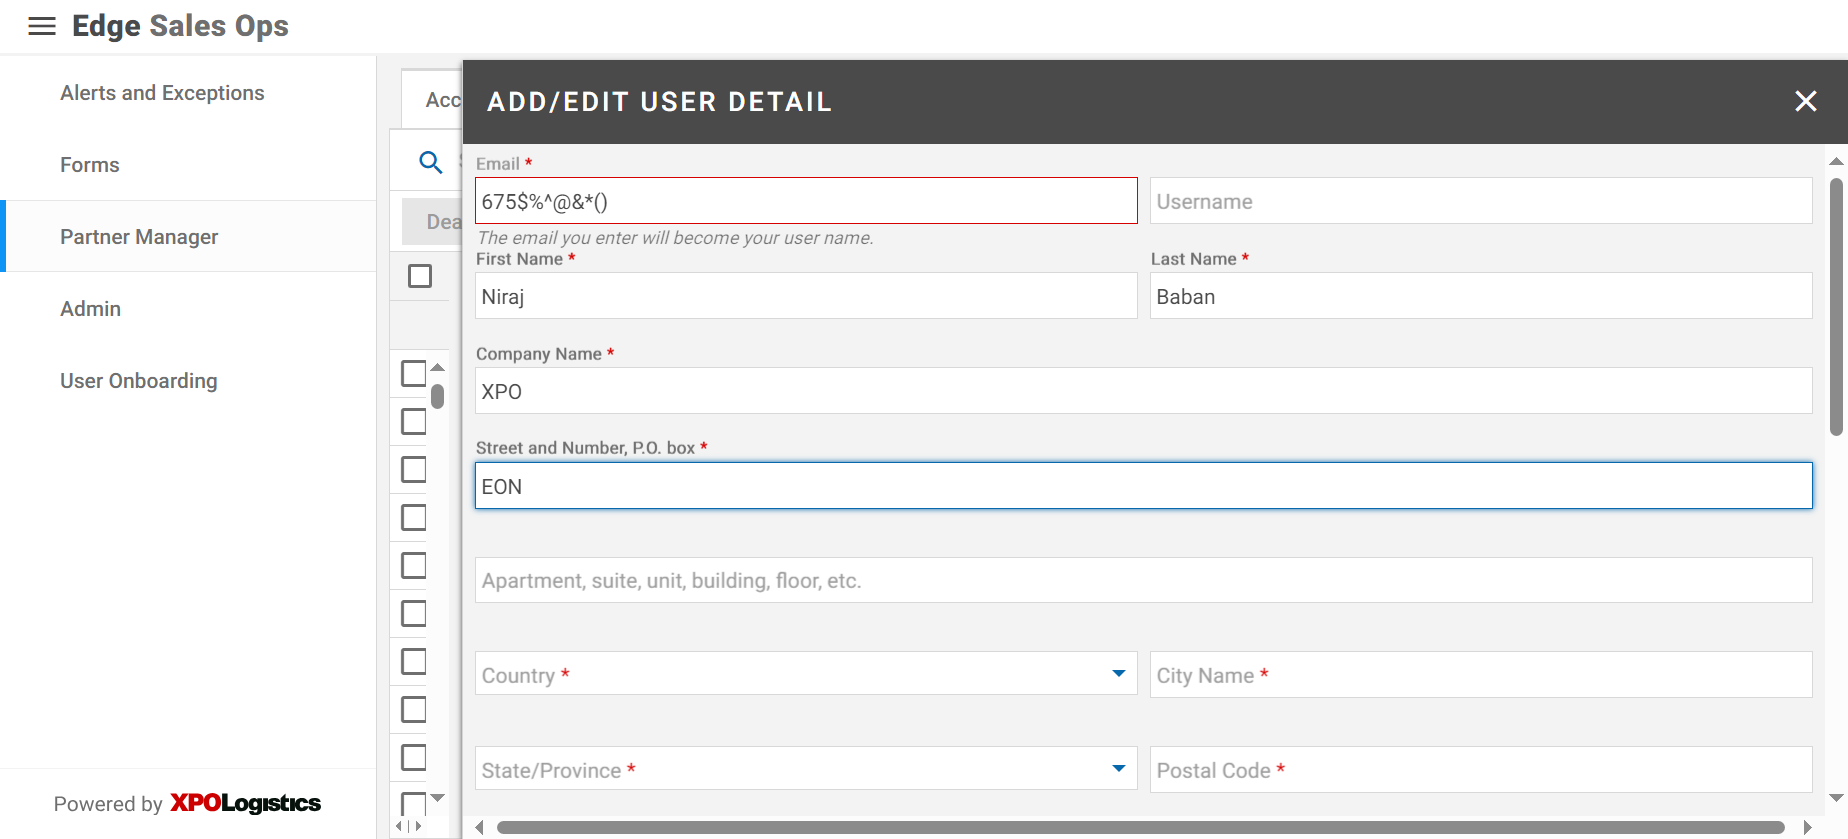 Edge Sales Ops
Alerts and Exceptions
Forms
Partner Manager
Admin
User Onboarding
Powered by XPOLogistics
Acc
Dea
ADD/EDIT USER DETAIL
Email *
675$%^@&*()
Username
The email you enter will become your user name.
First Name *
Last Name *
Niraj
Baban
Company Name *
XPO
Street and Number, P.O. box *
EON
Apartment, suite, unit, building, floor, etc.
Country *
City Name *
State/Province *
Postal Code *